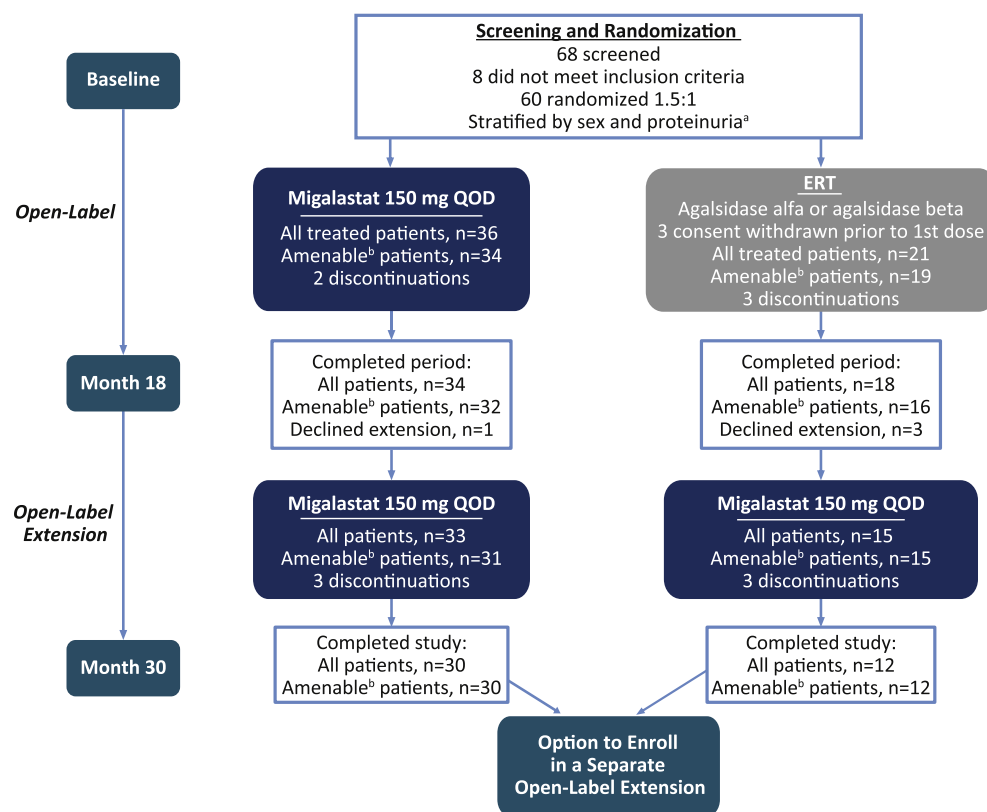 Screening and Randomization
68 screened
8 did not meet inclusion criteria
60 randomized 1.5:1
Stratified by sex and proteinuriaᵃ
Baseline
Open-Label
Migalastat 150 mg QOD
All treated patients, n=36
Amenableᵇ patients, n=34
2 discontinuations
ERT
Agalsidase alfa or agalsidase beta
3 consent withdrawn prior to 1st dose
All treated patients, n=21
Amenableᵇ patients, n=19
3 discontinuations
Month 18
Completed period:
All patients, n=34
Amenableᵇ patients, n=32
Declined extension, n=1
Completed period:
All patients, n=18
Amenableᵇ patients, n=16
Declined extension, n=3
Open-Label
Extension
Migalastat 150 mg QOD
All patients, n=33
Amenableᵇ patients, n=31
3 discontinuations
Migalastat 150 mg QOD
All patients, n=15
Amenableᵇ patients, n=15
3 discontinuations
Month 30
Completed study:
All patients, n=30
Amenableᵇ patients, n=30
Completed study:
All patients, n=12
Amenableᵇ patients, n=12
Option to Enroll
in a Separate
Open-Label Extension